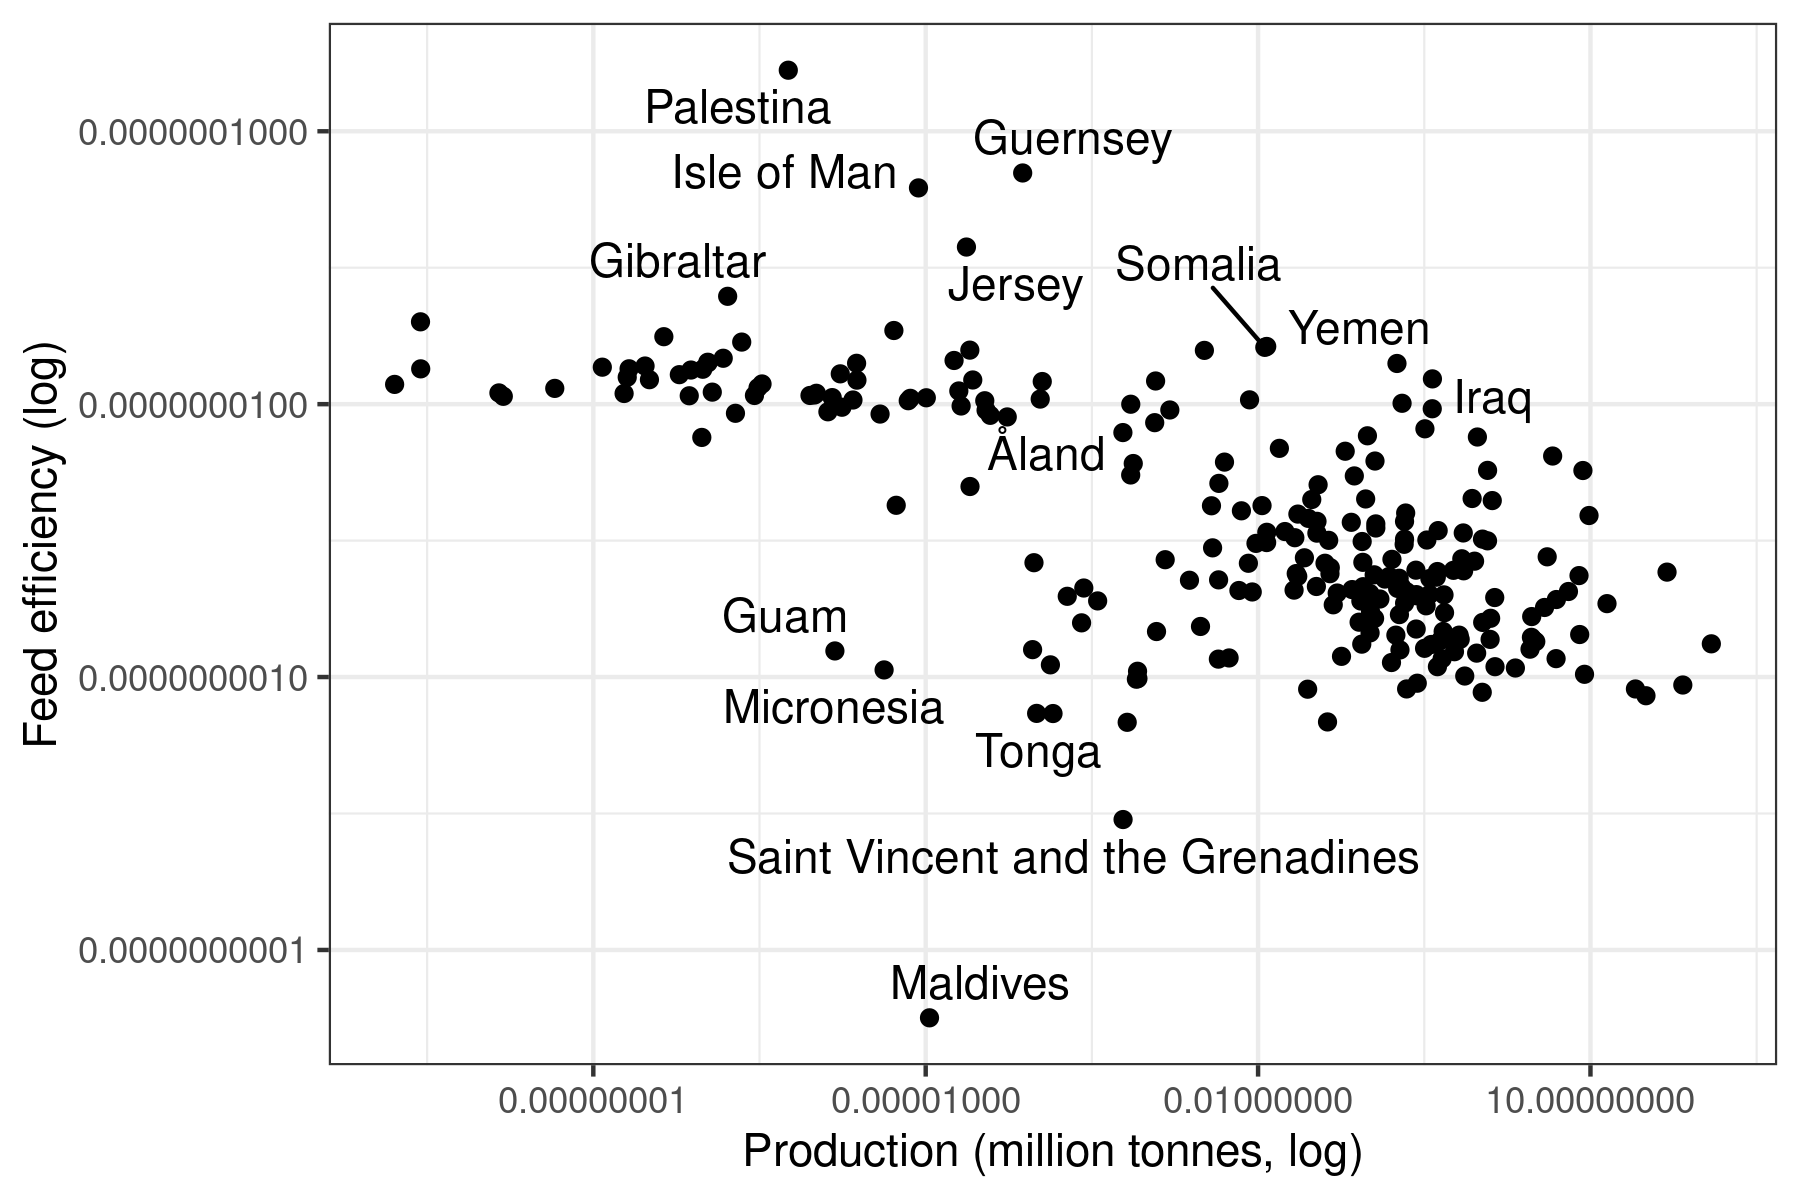 Palestina
0.0000001000
Guernsey
Isle of Man
Gibraltar
Jersey
Somalia
Yemen
Iraq
0.0000000100
Åland
Feed efficiency (log)
Guam
0.0000000010
Micronesia
Tonga
Saint Vincent and the Grenadines
0.0000000001
Maldives
0.00000001
0.00001000
0.01000000
10.00000000
Production (million tonnes, log)